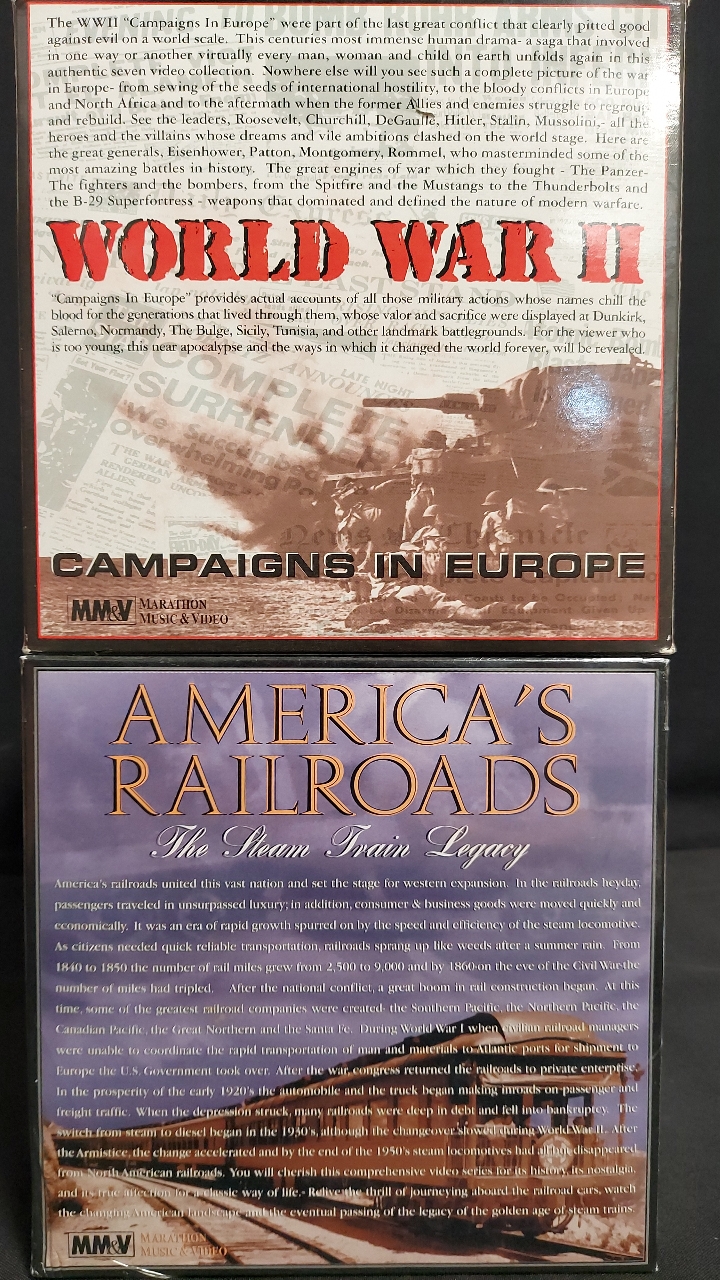 The WWII "Campaigns In Europe" were part of the last great conflict that clearly pitted good
against evil on a world scale. This centuries most immense human drama- a saga that involved
in one way or another virtually every man, woman and child on earth unfolds again in this
authentic seven video collection. Nowhere else will you see such a complete picture of the war
in Europe- from sewing of the seeds of international hostility, to the bloody conflicts in Europe
and North Africa and to the aftermath when the former Allies and enemies struggle to regroup
and rebuild. See the leaders, Roosevelt, Churchill, DeGaulle, Hitler, Stalin, Mussolini,- all the
heroes and the villains whose dreams and vile ambitions clashed on the world stage. Here are
the great generals, Eisenhower, Patton, Montgomery, Rommel, who masterminded some of the
most amazing battles in history. The great engines of war which they fought - The Panzer-
The fighters and the bombers, from the Spitfire and the Mustangs to the Thunderbolts and
the B-29 Superfortress - weapons that dominated and defined the nature of modern warfare.
WORLD WAR II
"Campaigns In Europe" provides actual accounts of all those military actions whose names chill the
blood for the generations that lived through them, whose valor and sacrifice were displayed at Dunkirk,
Salerno, Normandy, The Bulge, Sicily, Tunisia, and other landmark battlegrounds. For the viewer who
is too young, this near apocalypse and the ways in which it changed the world forever, will be revealed.
LATE NIGHT
COMPLETE
SURRENDER
We Succumbed
Overwhelming
News Chronicle
CAMPAIGNS IN EUROPE
MM&V MARATHON
MUSIC & VIDEO
AMERICA'S
RAILROADS
The Steam Train Legacy
America's railroads united this vast nation and set the stage for western expansion. In the railroads heyday,
passengers traveled in unsurpassed luxury; in addition, consumer & business goods were moved quickly and
economically. It was an era of rapid growth spurred on by the speed and efficiency of the steam locomotive.
As citizens needed quick reliable transportation, railroads sprang up like weeds after a summer rain. From
1840 to 1850 the number of rail miles grew from 2,500 to 9,000 and by 1860-on the eve of the Civil War-the
number of miles had tripled. After the national conflict, a great boom in rail construction began. At this
time, some of the greatest railroad companies were created: the Southern Pacific, the Northern Pacific, the
Canadian Pacific, the Great Northern and the Santa Fe. During World War I when civilian railroad managers
were unable to coordinate the rapid transportation of man and materials to Atlantic ports for shipment to
Europe the U.S. Government took over. After the war congress returned the railroads to private enterprise.
In the prosperity of the early 1920's the automobile and the truck began making inroads on passenger and
freight traffic. When the depression struck, many railroads were deep in debt and fell into bankruptcy. The
switch from steam to diesel began in the 1930's, although the changeover slowed during World War II. After
the Armistice, the change accelerated and by the end of the 1950's steam locomotives had all but disappeared
from North American railroads. You will cherish this comprehensive video series for its history, its nostalgia,
and its true affection for a classic way of life.- Relive the thrill of journeying aboard the railroad cars, watch
the changing American landscape and the eventual passing of the legacy of the golden age of steam trains.
MM&V MARATHON
MUSIC & VIDEO